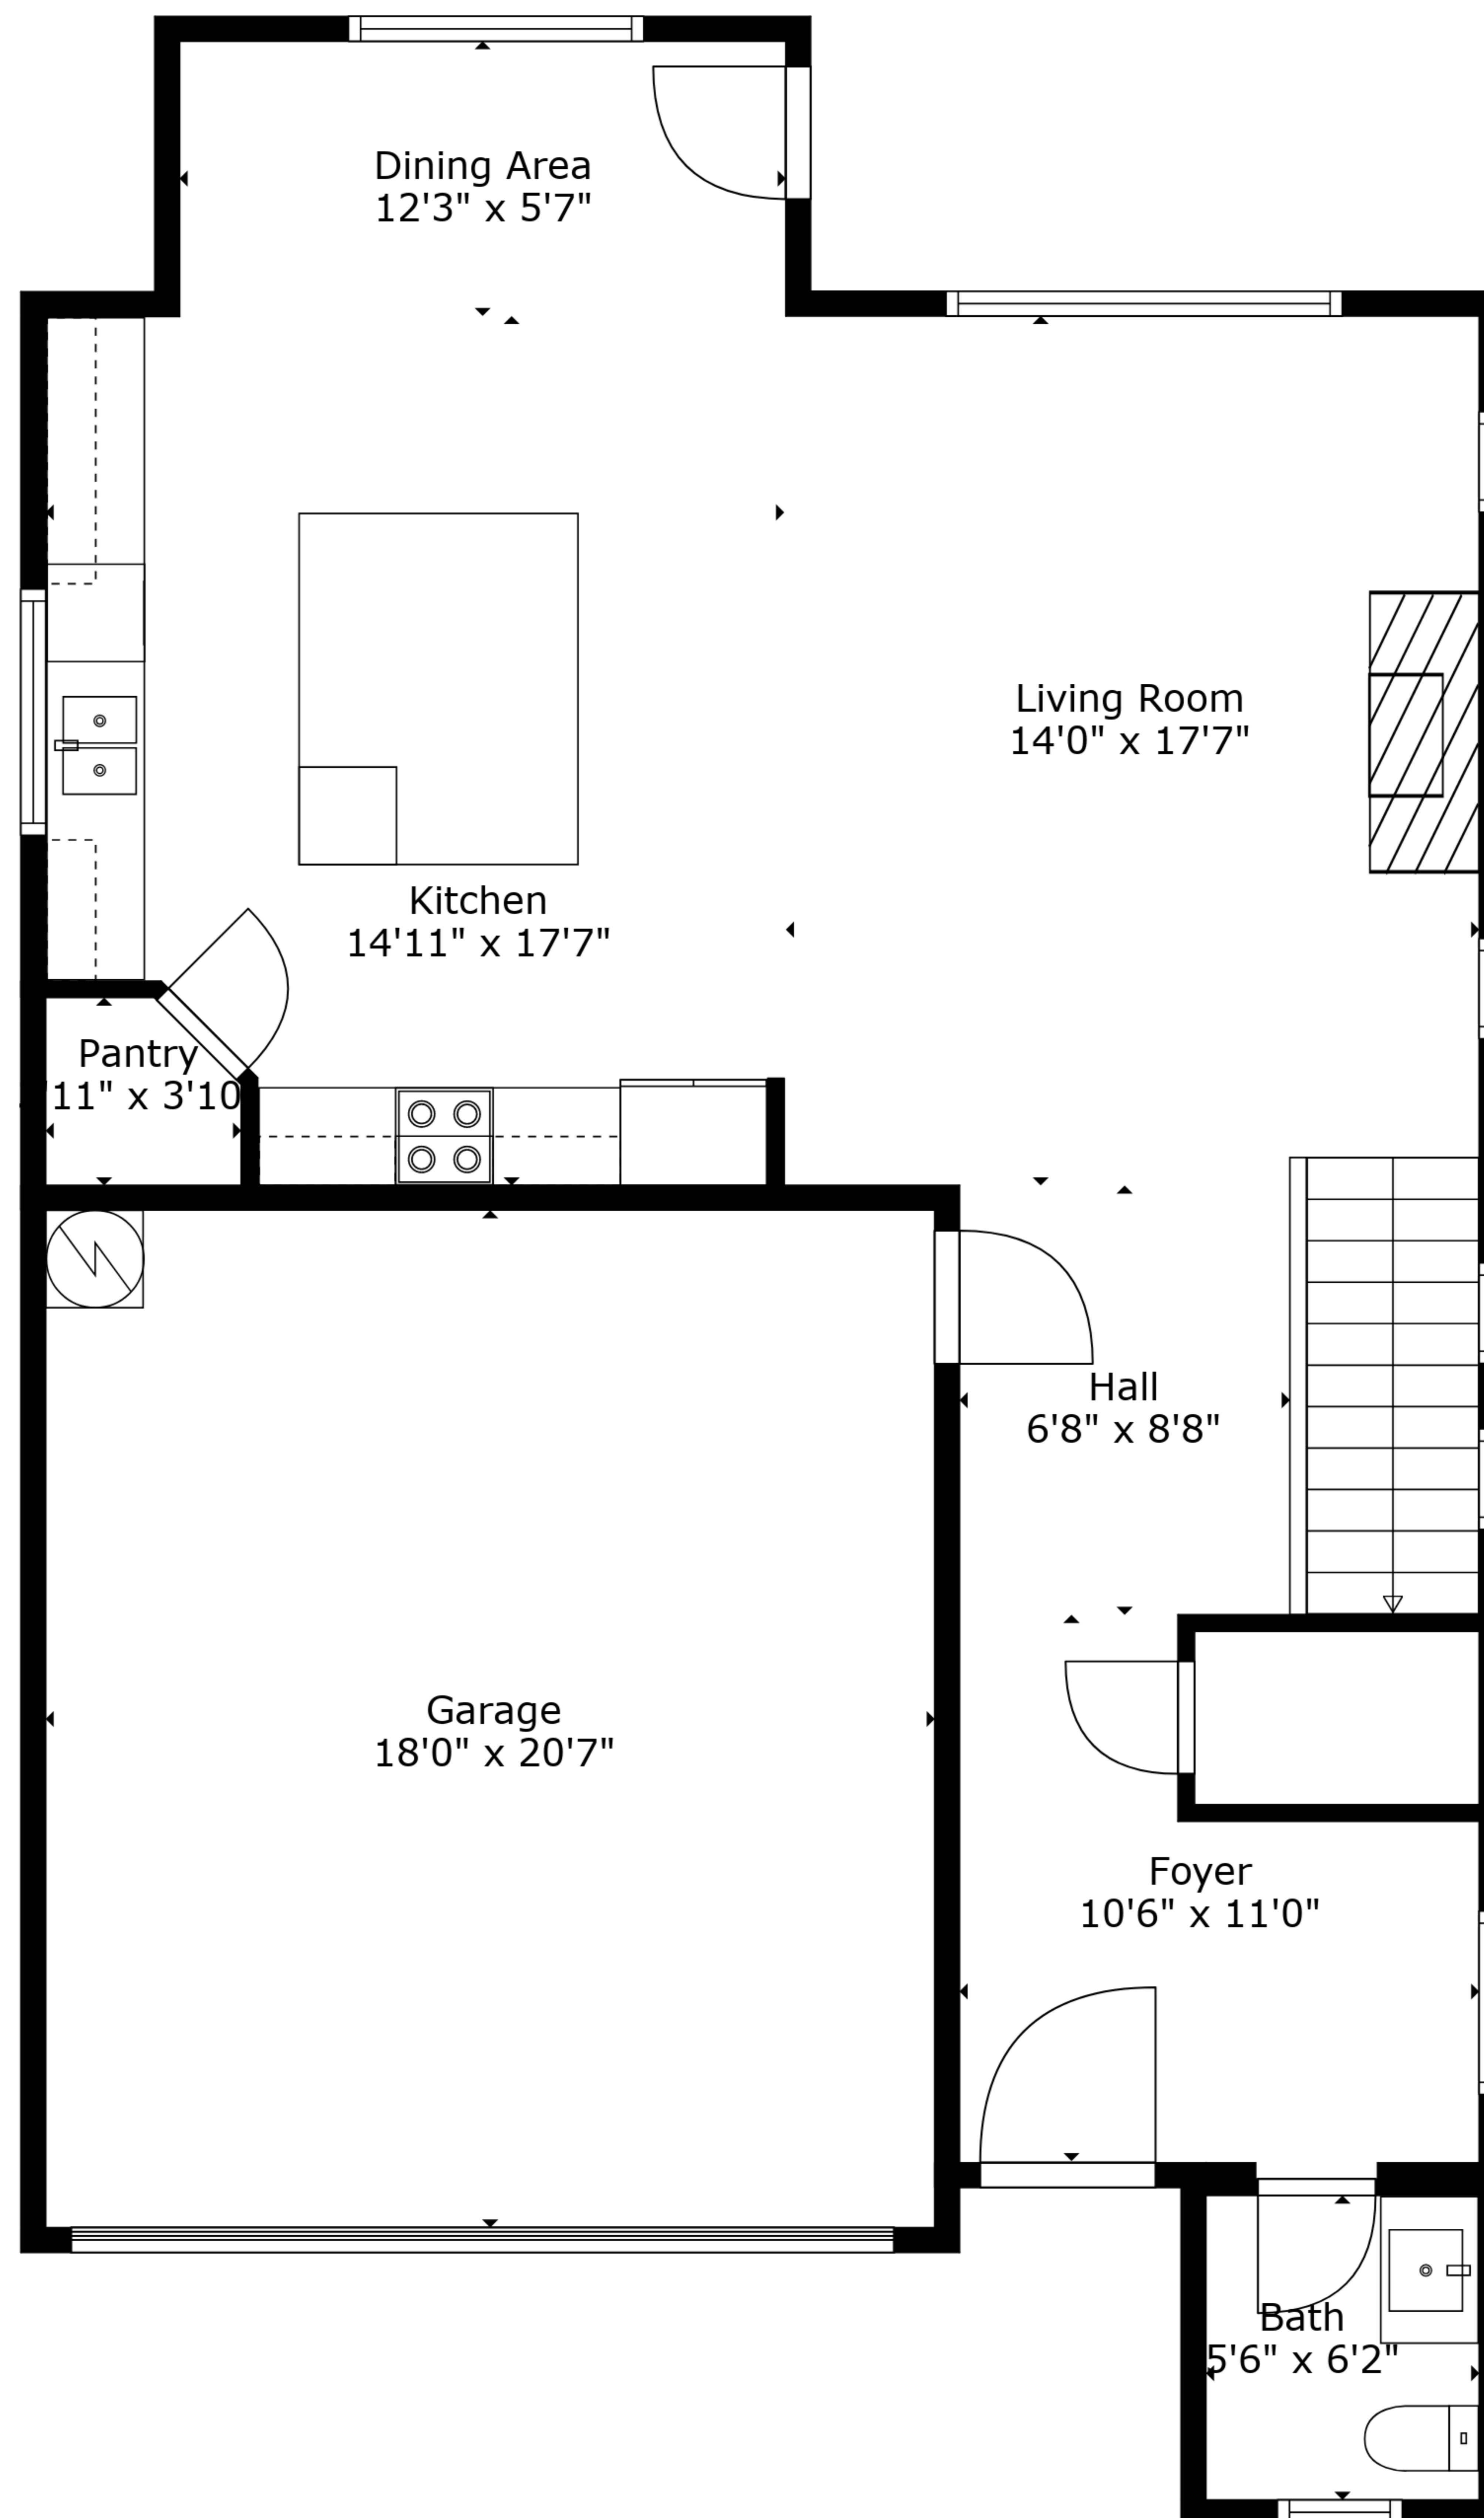 Dining Area
12'3" x 5'7"
Living Room
14'0" x 17'7"
Kitchen
14'11" x 17'7"
Pantry
'11" x 3'10
Hall
6'8" x 8'8"
Garage
18'0" x 20'7"
Foyer
10'6" x 11'0"
Bath
5'6" x 6'2"